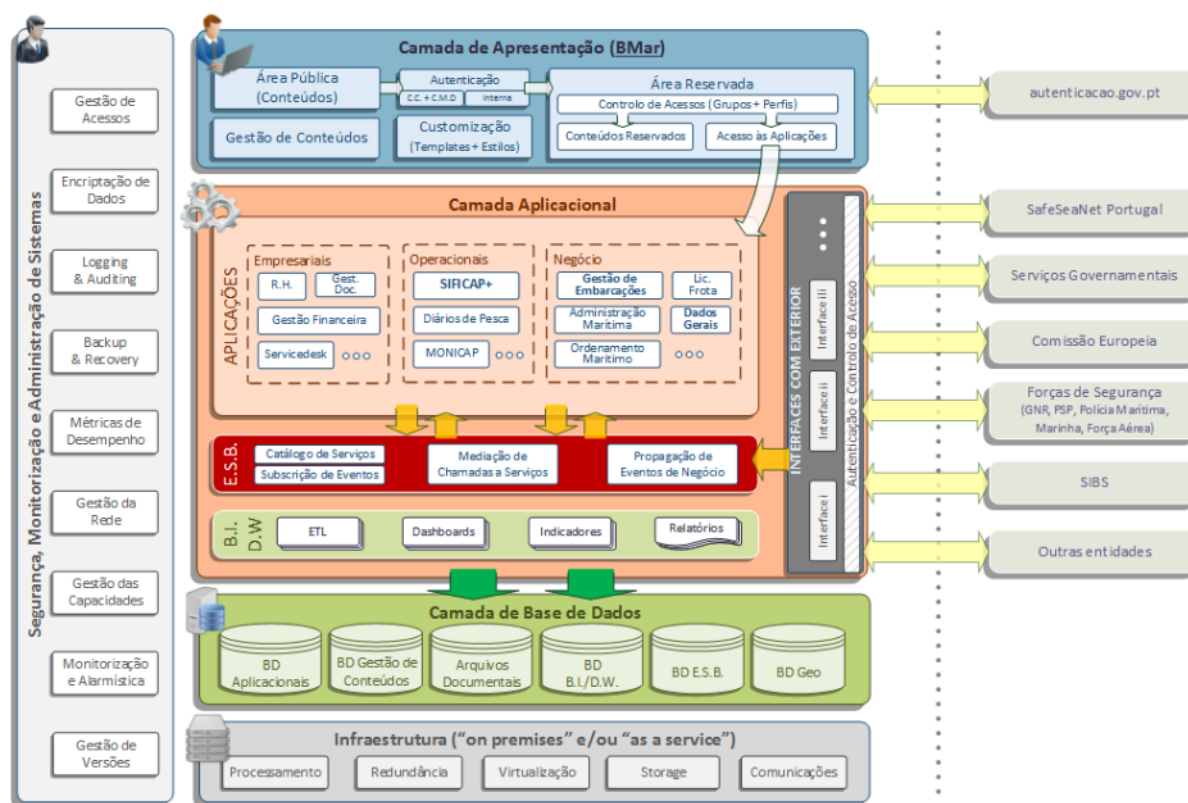 Segurança, Monitorização e Administração de Sistemas
Gestão de
Acessos
Encriptação de
Dados
Logging
& Auditing
Backup
& Recovery
Métricas de
Desempenho
Gestão da
Rede
Gestão das
Capacidades
Monitorização
e Alarmística
Gestão de
Versões
Camada de Apresentação (BMar)
Área Pública
(Conteúdos)
Autenticação
C.C. + C.M.D
Interna
Gestão de Conteúdos
Customização
(Templates + Estilos)
Área Reservada
Controlo de Acessos (Grupos + Perfis)
Conteúdos Reservados
Acesso às Aplicações
Camada Aplicacional
APLICAÇÕES
Empresariais
R.H.
Gest.
Doc.
Gestão Financeira
Servicedesk
Operacionais
SIFICAP+
Diários de Pesca
MONICAP
Negócio
Gestão de
Embarcações
Lic.
Frota
Administração
Marítima
Dados
Gerais
Ordenamento
Marítimo
E.S.B.
Catálogo de Serviços
Subscrição de Eventos
Mediação de
Chamadas a Serviços
Propagação de
Eventos de Negócio
B.I.
D.W
ETL
Dashboards
Indicadores
Relatórios
INTERFACES COM EXTERIOR
Interface i
Interface ii
Interface iii
Autenticação e Controlo de Acesso
Camada de Base de Dados
BD
Aplicacionais
BD Gestão de
Conteúdos
Arquivos
Documentais
BD
B.I./D.W.
BD E.S.B.
BD Geo
Infraestrutura (“on premises” e/ou “as a service”)
Processamento
Redundância
Virtualização
Storage
Comunicações
autenticacao.gov.pt
SafeSeaNet Portugal
Serviços Governamentais
Comissão Europeia
Forças de Segurança
(GNR, PSP, Polícia Marítima,
Marinha, Força Aérea)
SIBS
Outras entidades